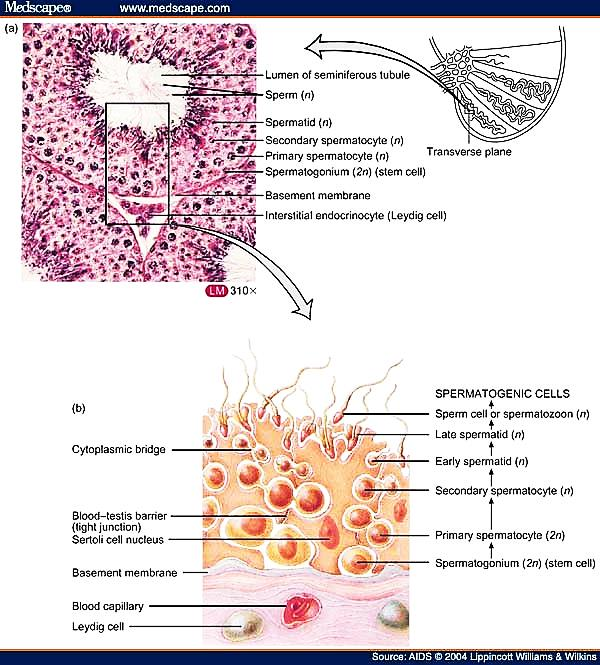 Medscape® www.medscape.com
(a)
Lumen of seminiferous tubule
Sperm (n)
Spermatid (n)
Secondary spermatocyte (n)
Primary spermatocyte (n)
Spermatogonium (2n) (stem cell)
Basement membrane
Interstitial endocrinocyte (Leydig cell)
Transverse plane
LM 310×
(b)
Cytoplasmic bridge
Blood–testis barrier
(tight junction)
Sertoli cell nucleus
Basement membrane
Blood capillary
Leydig cell
SPERMATOGENIC CELLS
Sperm cell or spermatozoon (n)
Late spermatid (n)
Early spermatid (n)
Secondary spermatocyte (n)
Primary spermatocyte (2n)
Spermatogonium (2n) (stem cell)
Source: AIDS © 2004 Lippincott Williams & Wilkins